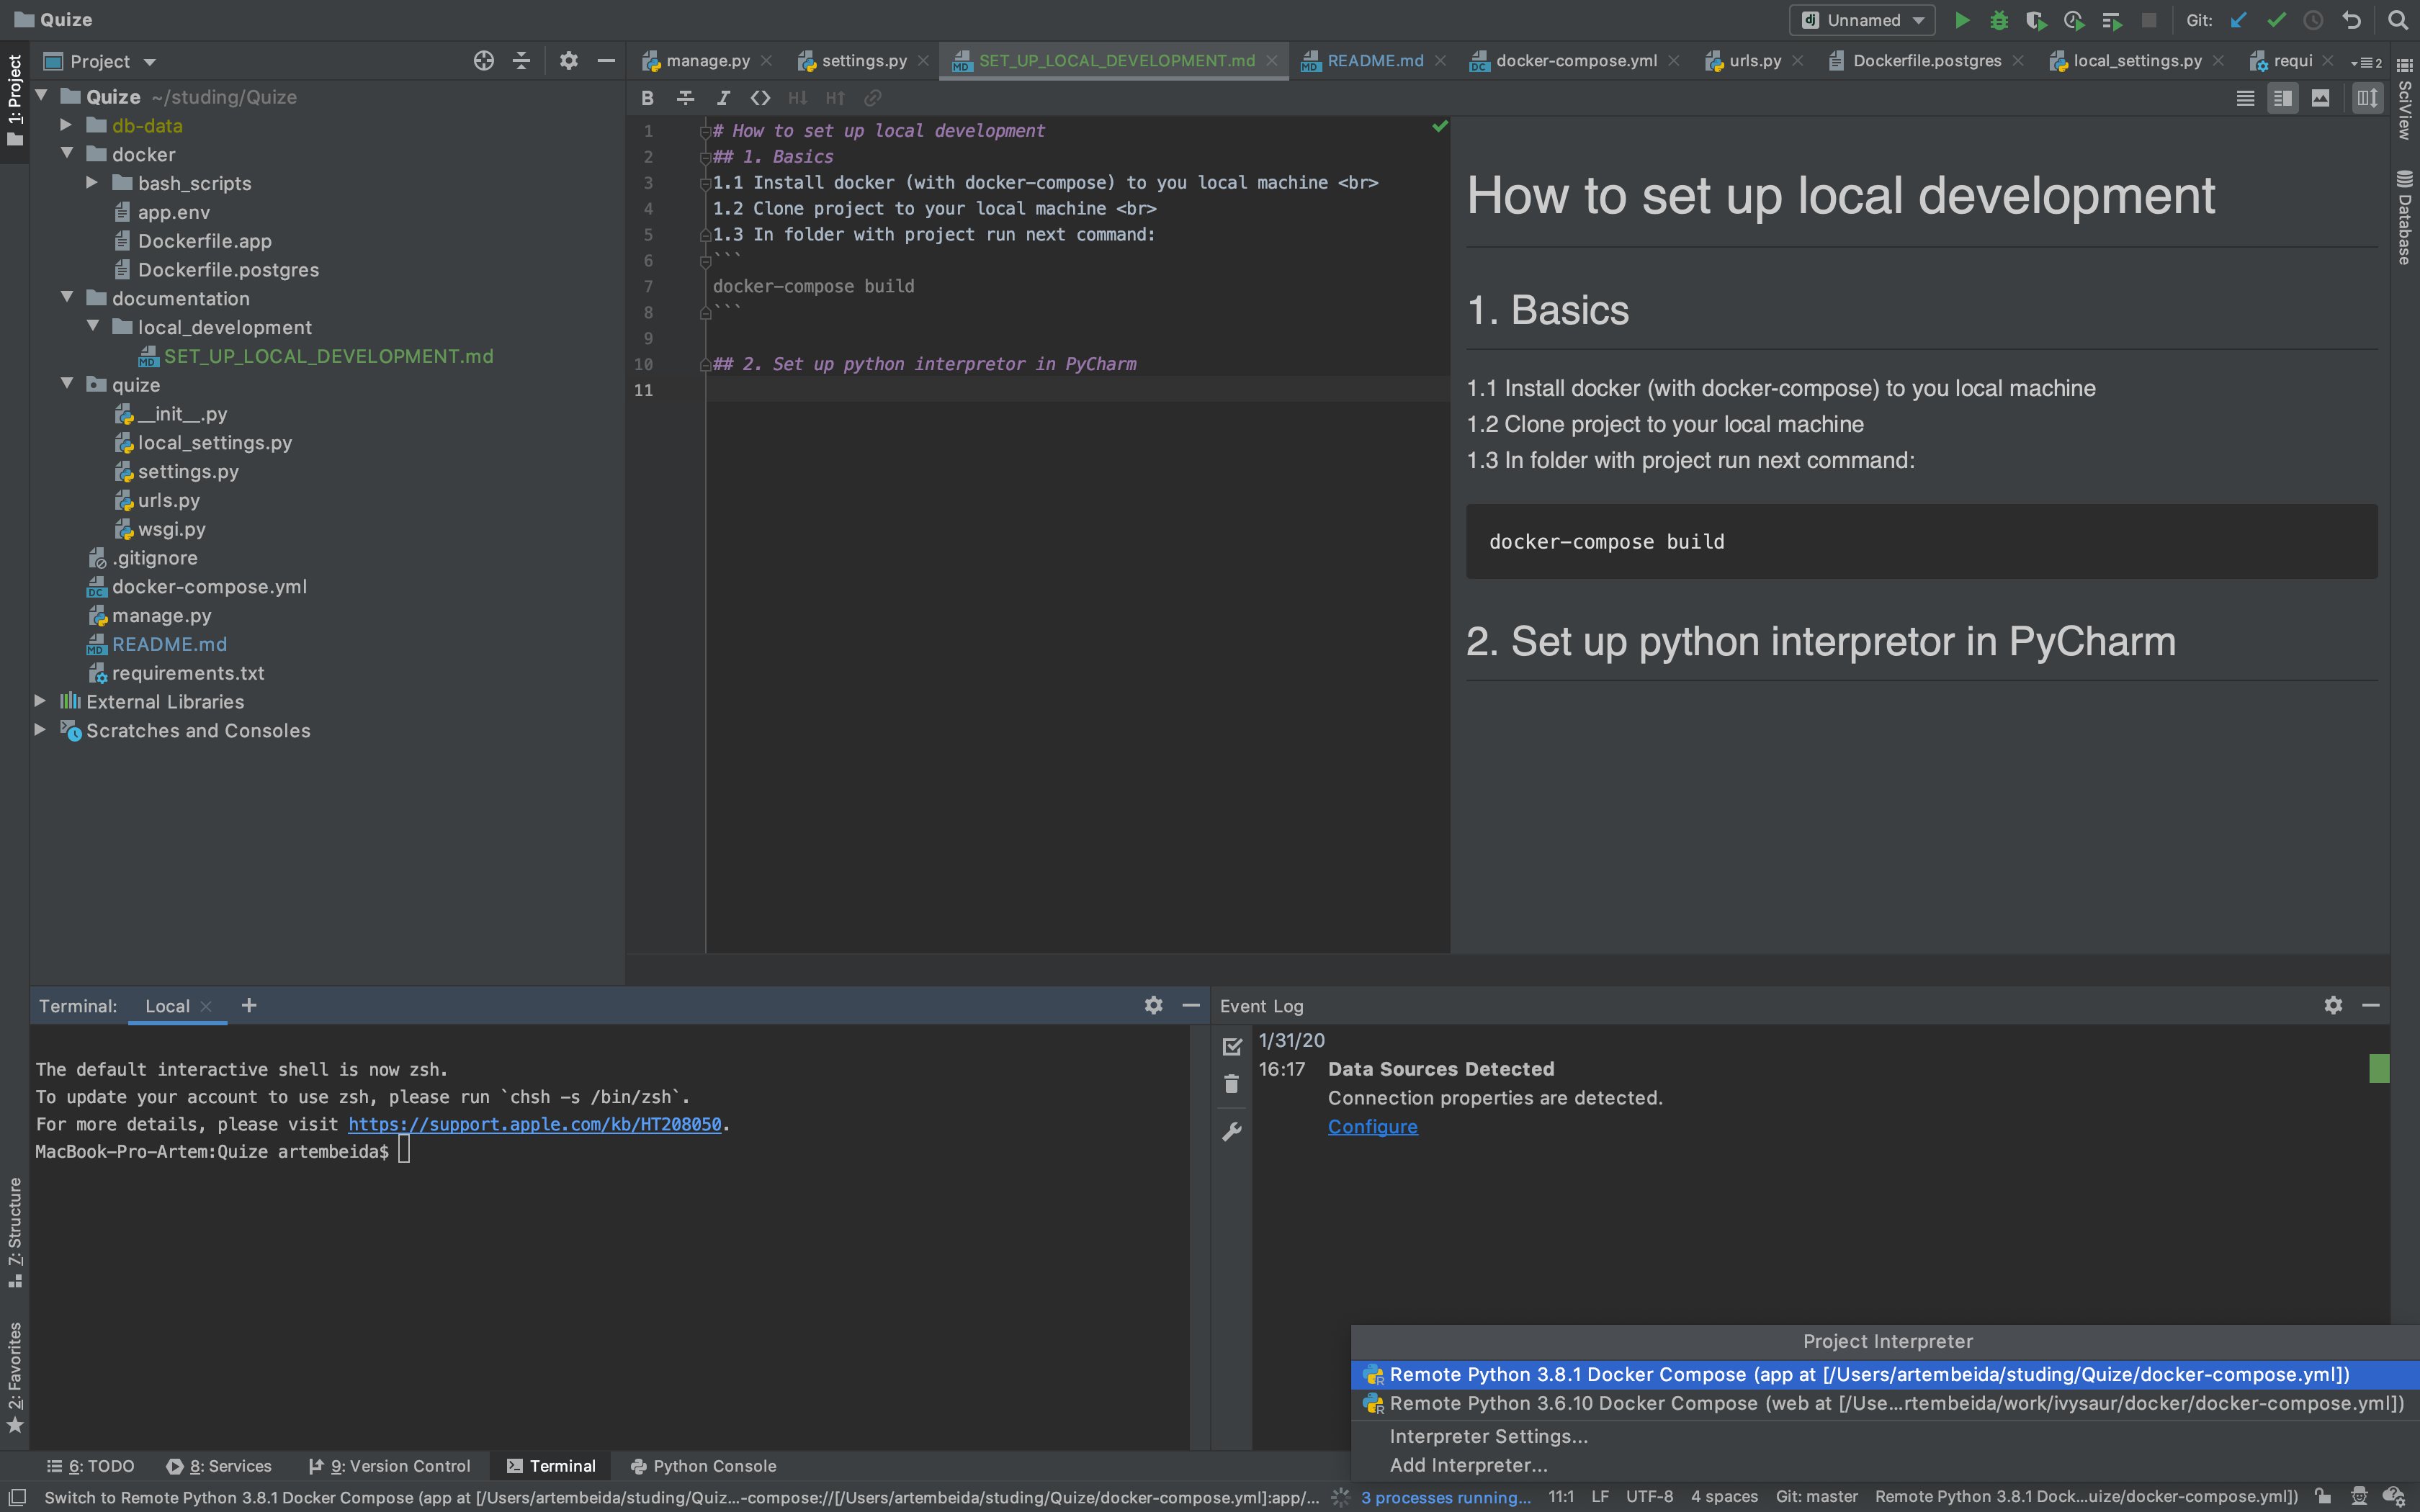 Quize
Unnamed
Git:
1: Project
Project
manage.py
settings.py
SET_UP_LOCAL_DEVELOPMENT.md
README.md
docker-compose.yml
urls.py
Dockerfile.postgres
local_settings.py
requi
2
SciView
Database
Quize ~/studing/Quize
db-data
docker
bash_scripts
app.env
Dockerfile.app
Dockerfile.postgres
documentation
local_development
SET_UP_LOCAL_DEVELOPMENT.md
quize
__init__.py
local_settings.py
settings.py
urls.py
wsgi.py
.gitignore
docker-compose.yml
manage.py
README.md
requirements.txt
External Libraries
Scratches and Consoles
1 # How to set up local development
2 ## 1. Basics
3 1.1 Install docker (with docker-compose) to you local machine <br>
4 1.2 Clone project to your local machine <br>
5 1.3 In folder with project run next command:
6 ```
7 docker-compose build
8 ```
9
10 ## 2. Set up python interpretor in PyCharm
11
How to set up local development
1. Basics
1.1 Install docker (with docker-compose) to you local machine
1.2 Clone project to your local machine
1.3 In folder with project run next command:
docker-compose build
2. Set up python interpretor in PyCharm
Terminal: Local
The default interactive shell is now zsh.
To update your account to use zsh, please run `chsh -s /bin/zsh`.
For more details, please visit https://support.apple.com/kb/HT208050.
MacBook-Pro-Artem:Quize artembeida$
Event Log
1/31/20
16:17 Data Sources Detected
Connection properties are detected.
Configure
7: Structure
2: Favorites
Project Interpreter
Remote Python 3.8.1 Docker Compose (app at [/Users/artembeida/studing/Quize/docker-compose.yml])
Remote Python 3.6.10 Docker Compose (web at [/Use...rtembeida/work/ivysaur/docker/docker-compose.yml])
Interpreter Settings...
Add Interpreter...
6: TODO
8: Services
9: Version Control
Terminal
Python Console
Switch to Remote Python 3.8.1 Docker Compose (app at [/Users/artembeida/studing/Quiz...-compose://[/Users/artembeida/studing/Quize/docker-compose.yml]:app/...
3 processes running...
11:1
LF
UTF-8
4 spaces
Git: master
Remote Python 3.8.1 Dock...uize/docker-compose.yml])